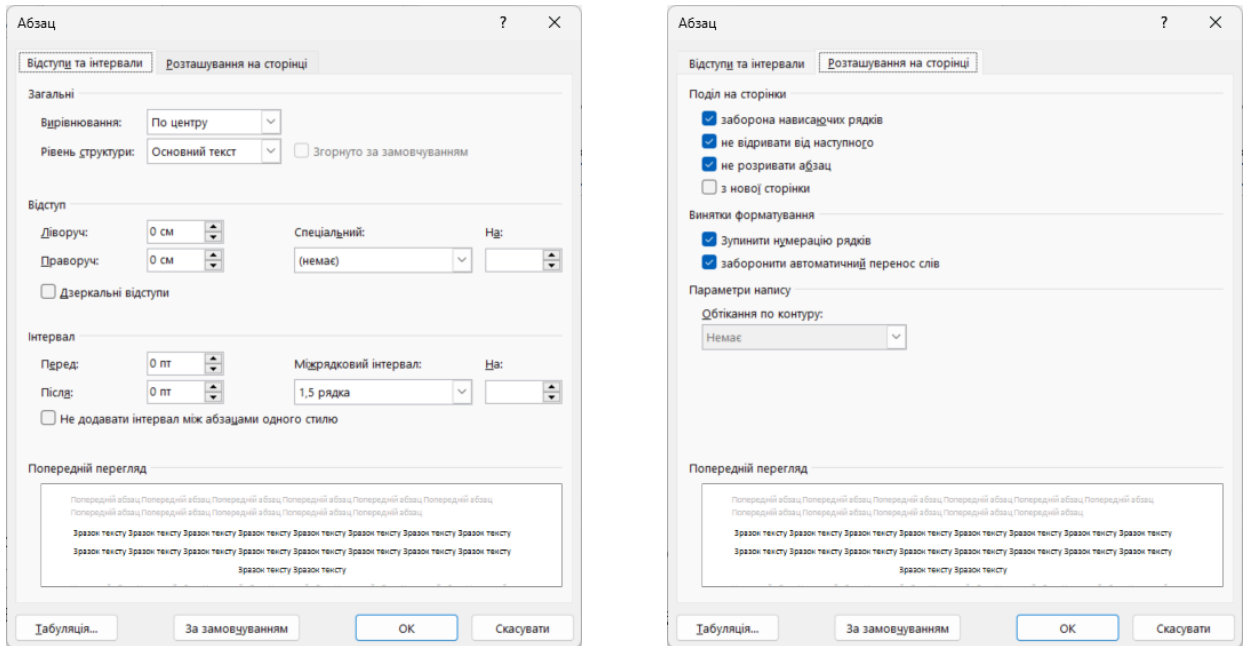 Абзац ? ×
Відступи та інтервали Розташування на сторінці
Загальні
Вирівнювання: По центру
Рівень структури: Основний текст Згорнуто за замовчуванням
Відступ
Ліворуч: 0 см Спеціальний: На:
Праворуч: 0 см (немає)
Дзеркальні відступи
Інтервал
Перед: 0 пт Міжрядковий інтервал: На:
Після: 0 пт 1,5 рядка
Не додавати інтервал між абзацами одного стилю
Попередній перегляд
Попередній абзац Попередній абзац Попередній абзац Попередній абзац Попередній абзац Попередній абзац
Попередній абзац Попередній абзац Попередній абзац Попередній абзац Попередній абзац
Зразок тексту Зразок тексту Зразок тексту Зразок тексту Зразок тексту Зразок тексту Зразок тексту Зразок тексту
Зразок тексту Зразок тексту Зразок тексту Зразок тексту Зразок тексту Зразок тексту Зразок тексту Зразок тексту
Зразок тексту Зразок тексту
Табуляція... За замовчуванням ОК Скасувати
Абзац ? ×
Відступи та інтервали Розташування на сторінці
Поділ на сторінки
заборона нависаючих рядків
не відривати від наступного
не розривати абзац
з нової сторінки
Винятки форматування
Зупинити нумерацію рядків
заборонити автоматичний перенос слів
Параметри напису
Обтікання по контуру:
Немає
Попередній перегляд
Попередній абзац Попередній абзац Попередній абзац Попередній абзац Попередній абзац Попередній абзац
Попередній абзац Попередній абзац Попередній абзац Попередній абзац Попередній абзац
Зразок тексту Зразок тексту Зразок тексту Зразок тексту Зразок тексту Зразок тексту Зразок тексту Зразок тексту
Зразок тексту Зразок тексту Зразок тексту Зразок тексту Зразок тексту Зразок тексту Зразок тексту Зразок тексту
Зразок тексту Зразок тексту
Табуляція... За замовчуванням ОК Скасувати